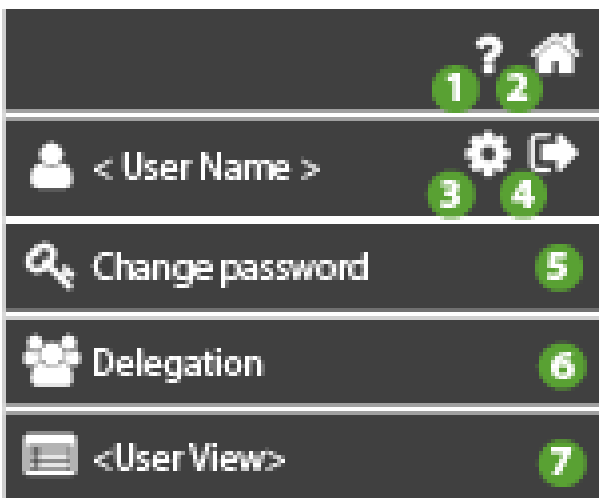 ?
1 2
< User Name >
3 4
Change password 5
Delegation 6
<User View> 7